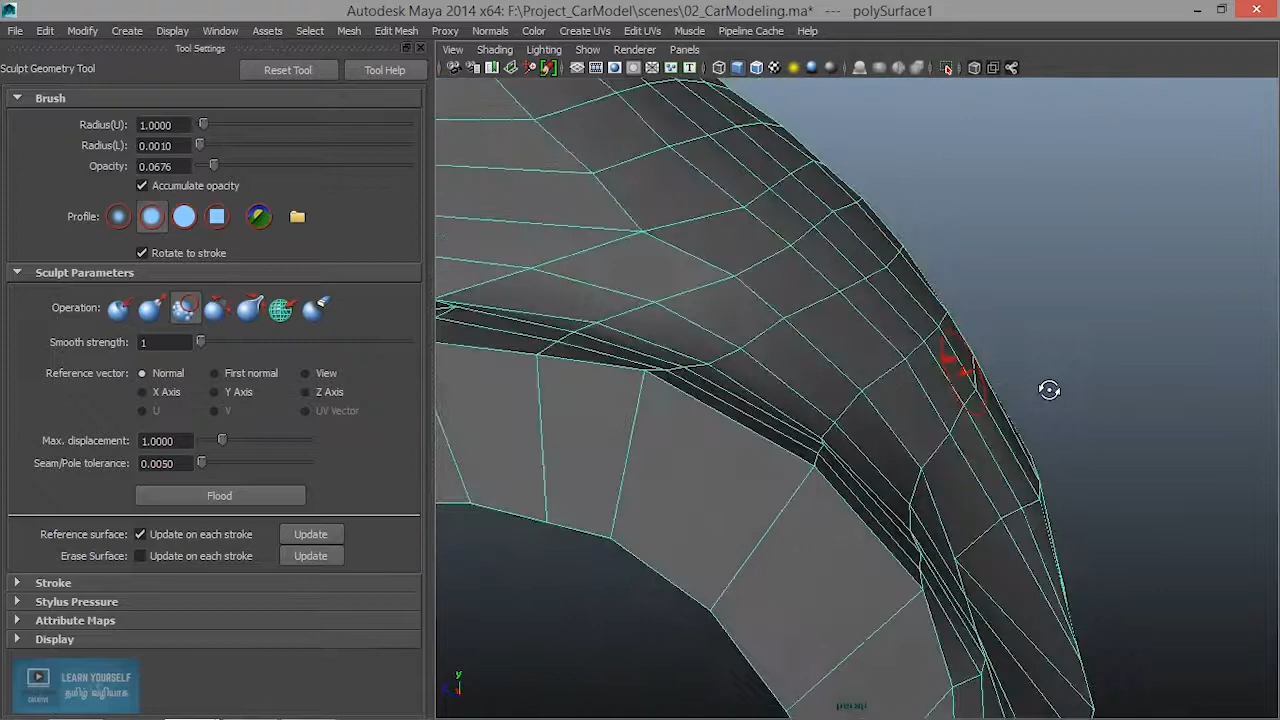 Autodesk Maya 2014 x64: F:\Project_CarModel\scenes\02_CarModeling.ma* --- polySurface1
File Edit Modify Create Display Window Assets Select Mesh Edit Mesh Proxy Normals Color Create UVs Edit UVs Muscle Pipeline Cache Help
Tool Settings
View Shading Lighting Show Renderer Panels
Sculpt Geometry Tool
Reset Tool
Tool Help
Brush
Radius(U): 1.0000
Radius(L): 0.0010
Opacity: 0.0676
Accumulate opacity
Profile:
Rotate to stroke
Sculpt Parameters
Operation:
Smooth strength: 1
Reference vector: Normal First normal View
X Axis Y Axis Z Axis
U V UV Vector
Max. displacement: 1.0000
Seam/Pole tolerance: 0.0050
Flood
Reference surface: Update on each stroke Update
Erase Surface: Update on each stroke Update
Stroke
Stylus Pressure
Attribute Maps
Display
LEARN YOURSELF
தமிழ் வழியாக
CREATIVE
y
persp